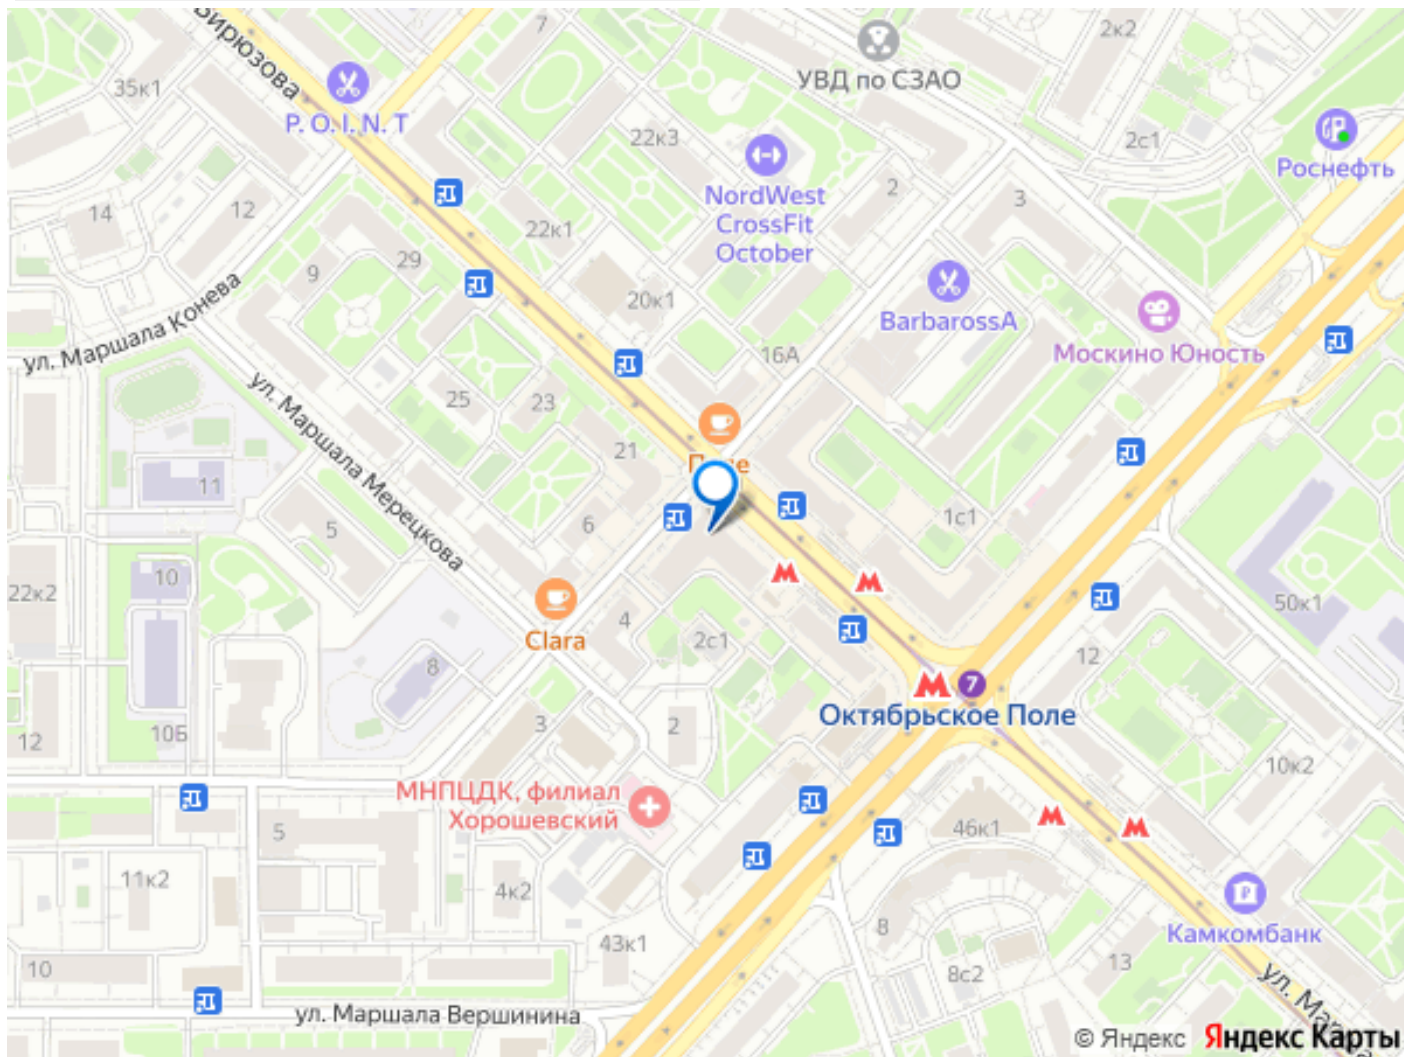 Бирюзова
7
2к2
УВД по СЗАО
35к1
P. O. I. N. T
22к3
2с1
Роснефть
NordWest
CrossFit
October
2
3
14
12
22к1
29
9
20к1
BarbarossA
Москино Юность
ул. Маршала Конева
16А
25
23
ул. Маршала Мерецкова
21
11
5
6
1с1
10
22к2
50к1
Clara
4
2с1
12
8
7
Октябрьское Поле
3
2
10Б
12
10к2
МНПЦДК, филиал
Хорошевский
5
46к1
11к2
4к2
8
Камкомбанк
43к1
10
8с2
13
ул. Мар
ул. Маршала Вершинина
© Яндекс Яндекс Карты